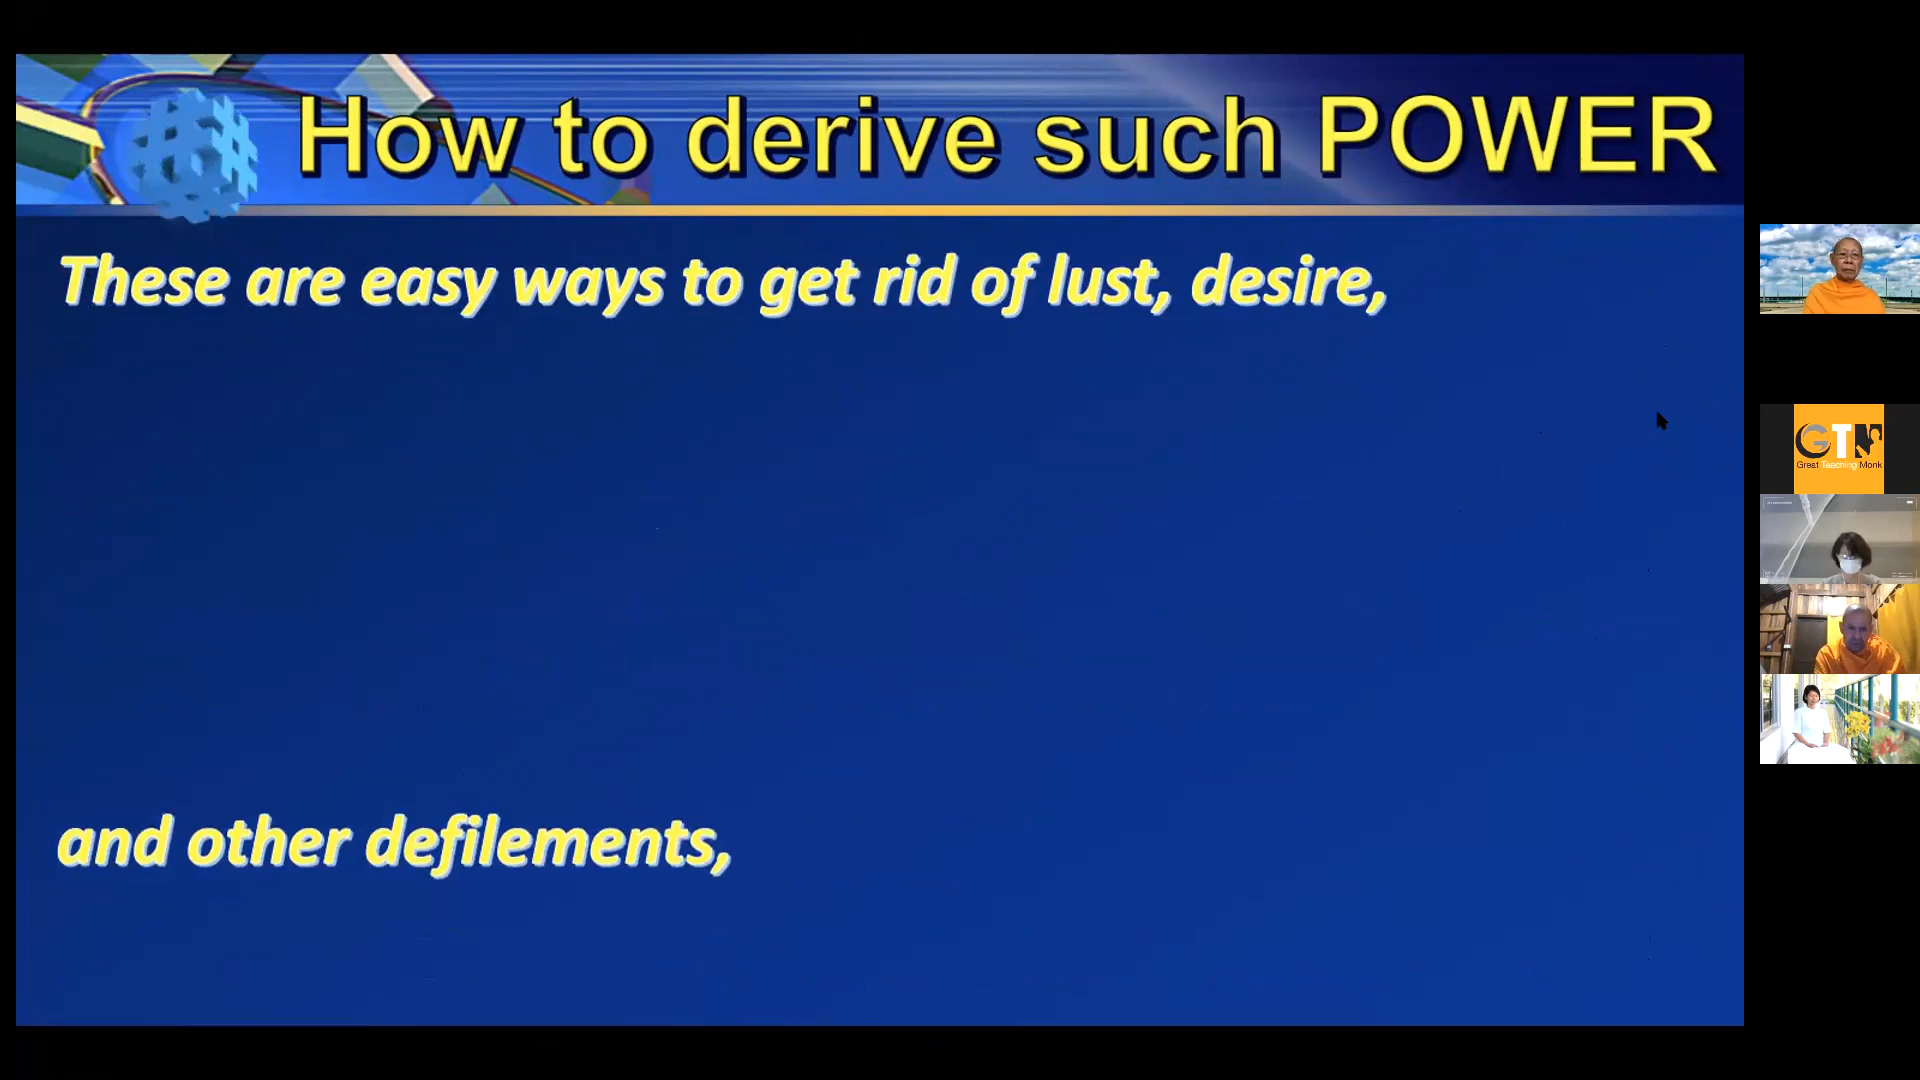 How to derive such POWER
These are easy ways to get rid of lust, desire,
and other defilements,
GTM
Great Teaching Monk